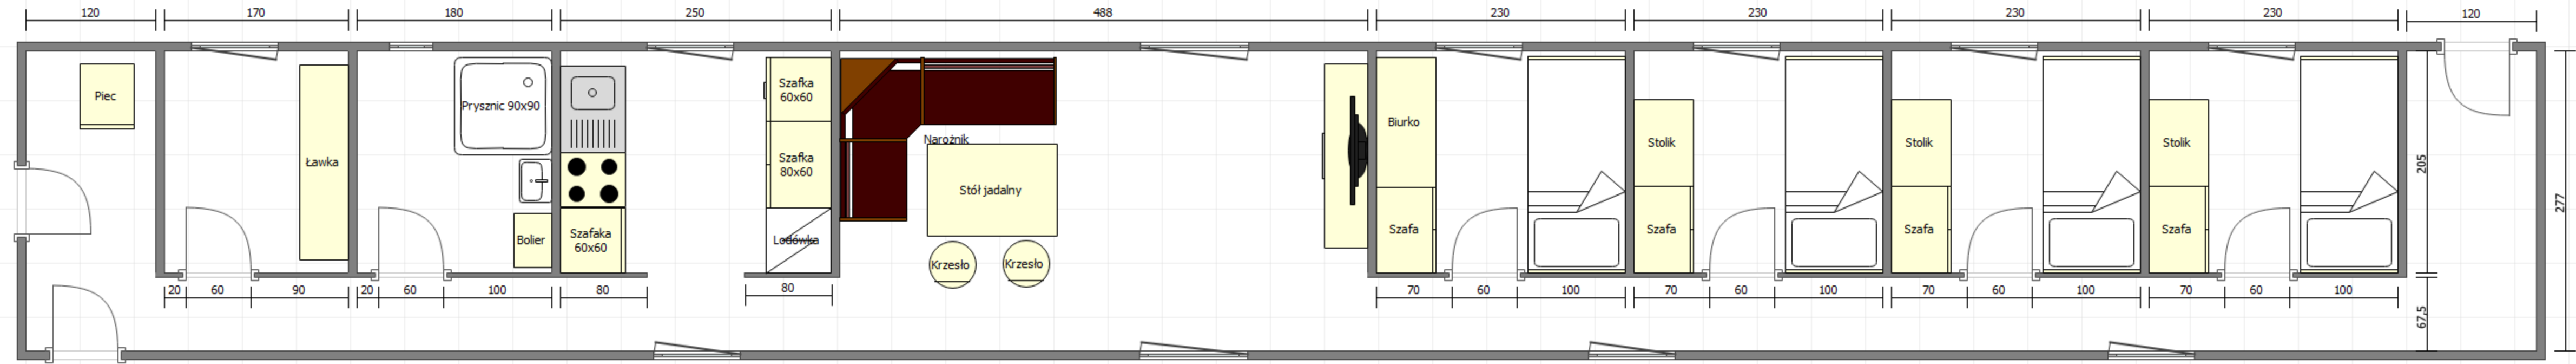 120
170
180
250
488
230
230
230
230
120
Piec
Ławka
Prysznic 90x90
Bolier
Szafaka
60x60
Szafka
60x60
Szafka
80x60
Lodówka
Narożnik
Stół jadalny
Krzesło
Krzesło
Biurko
Szafa
Stolik
Szafa
Stolik
Szafa
Stolik
Szafa
205
277
67,5
20
60
90
20
60
100
80
80
70
60
100
70
60
100
70
60
100
70
60
100